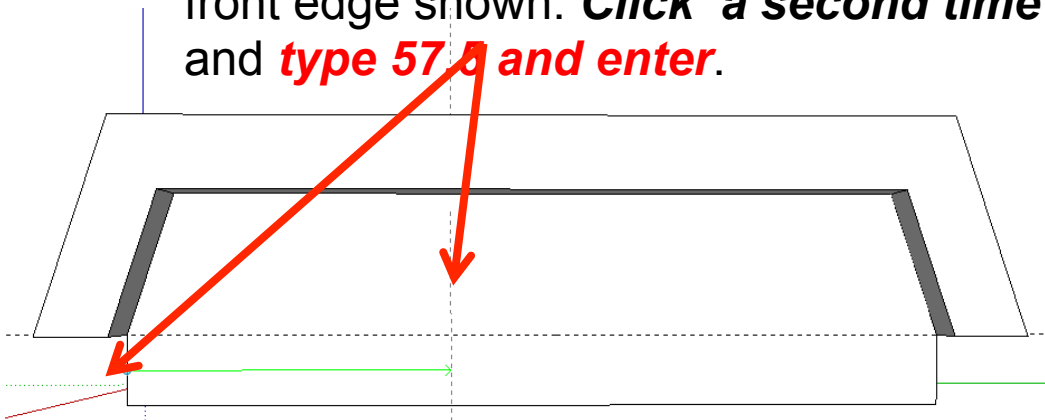 front edge shown. Click a second time
and type 57.5 and enter.